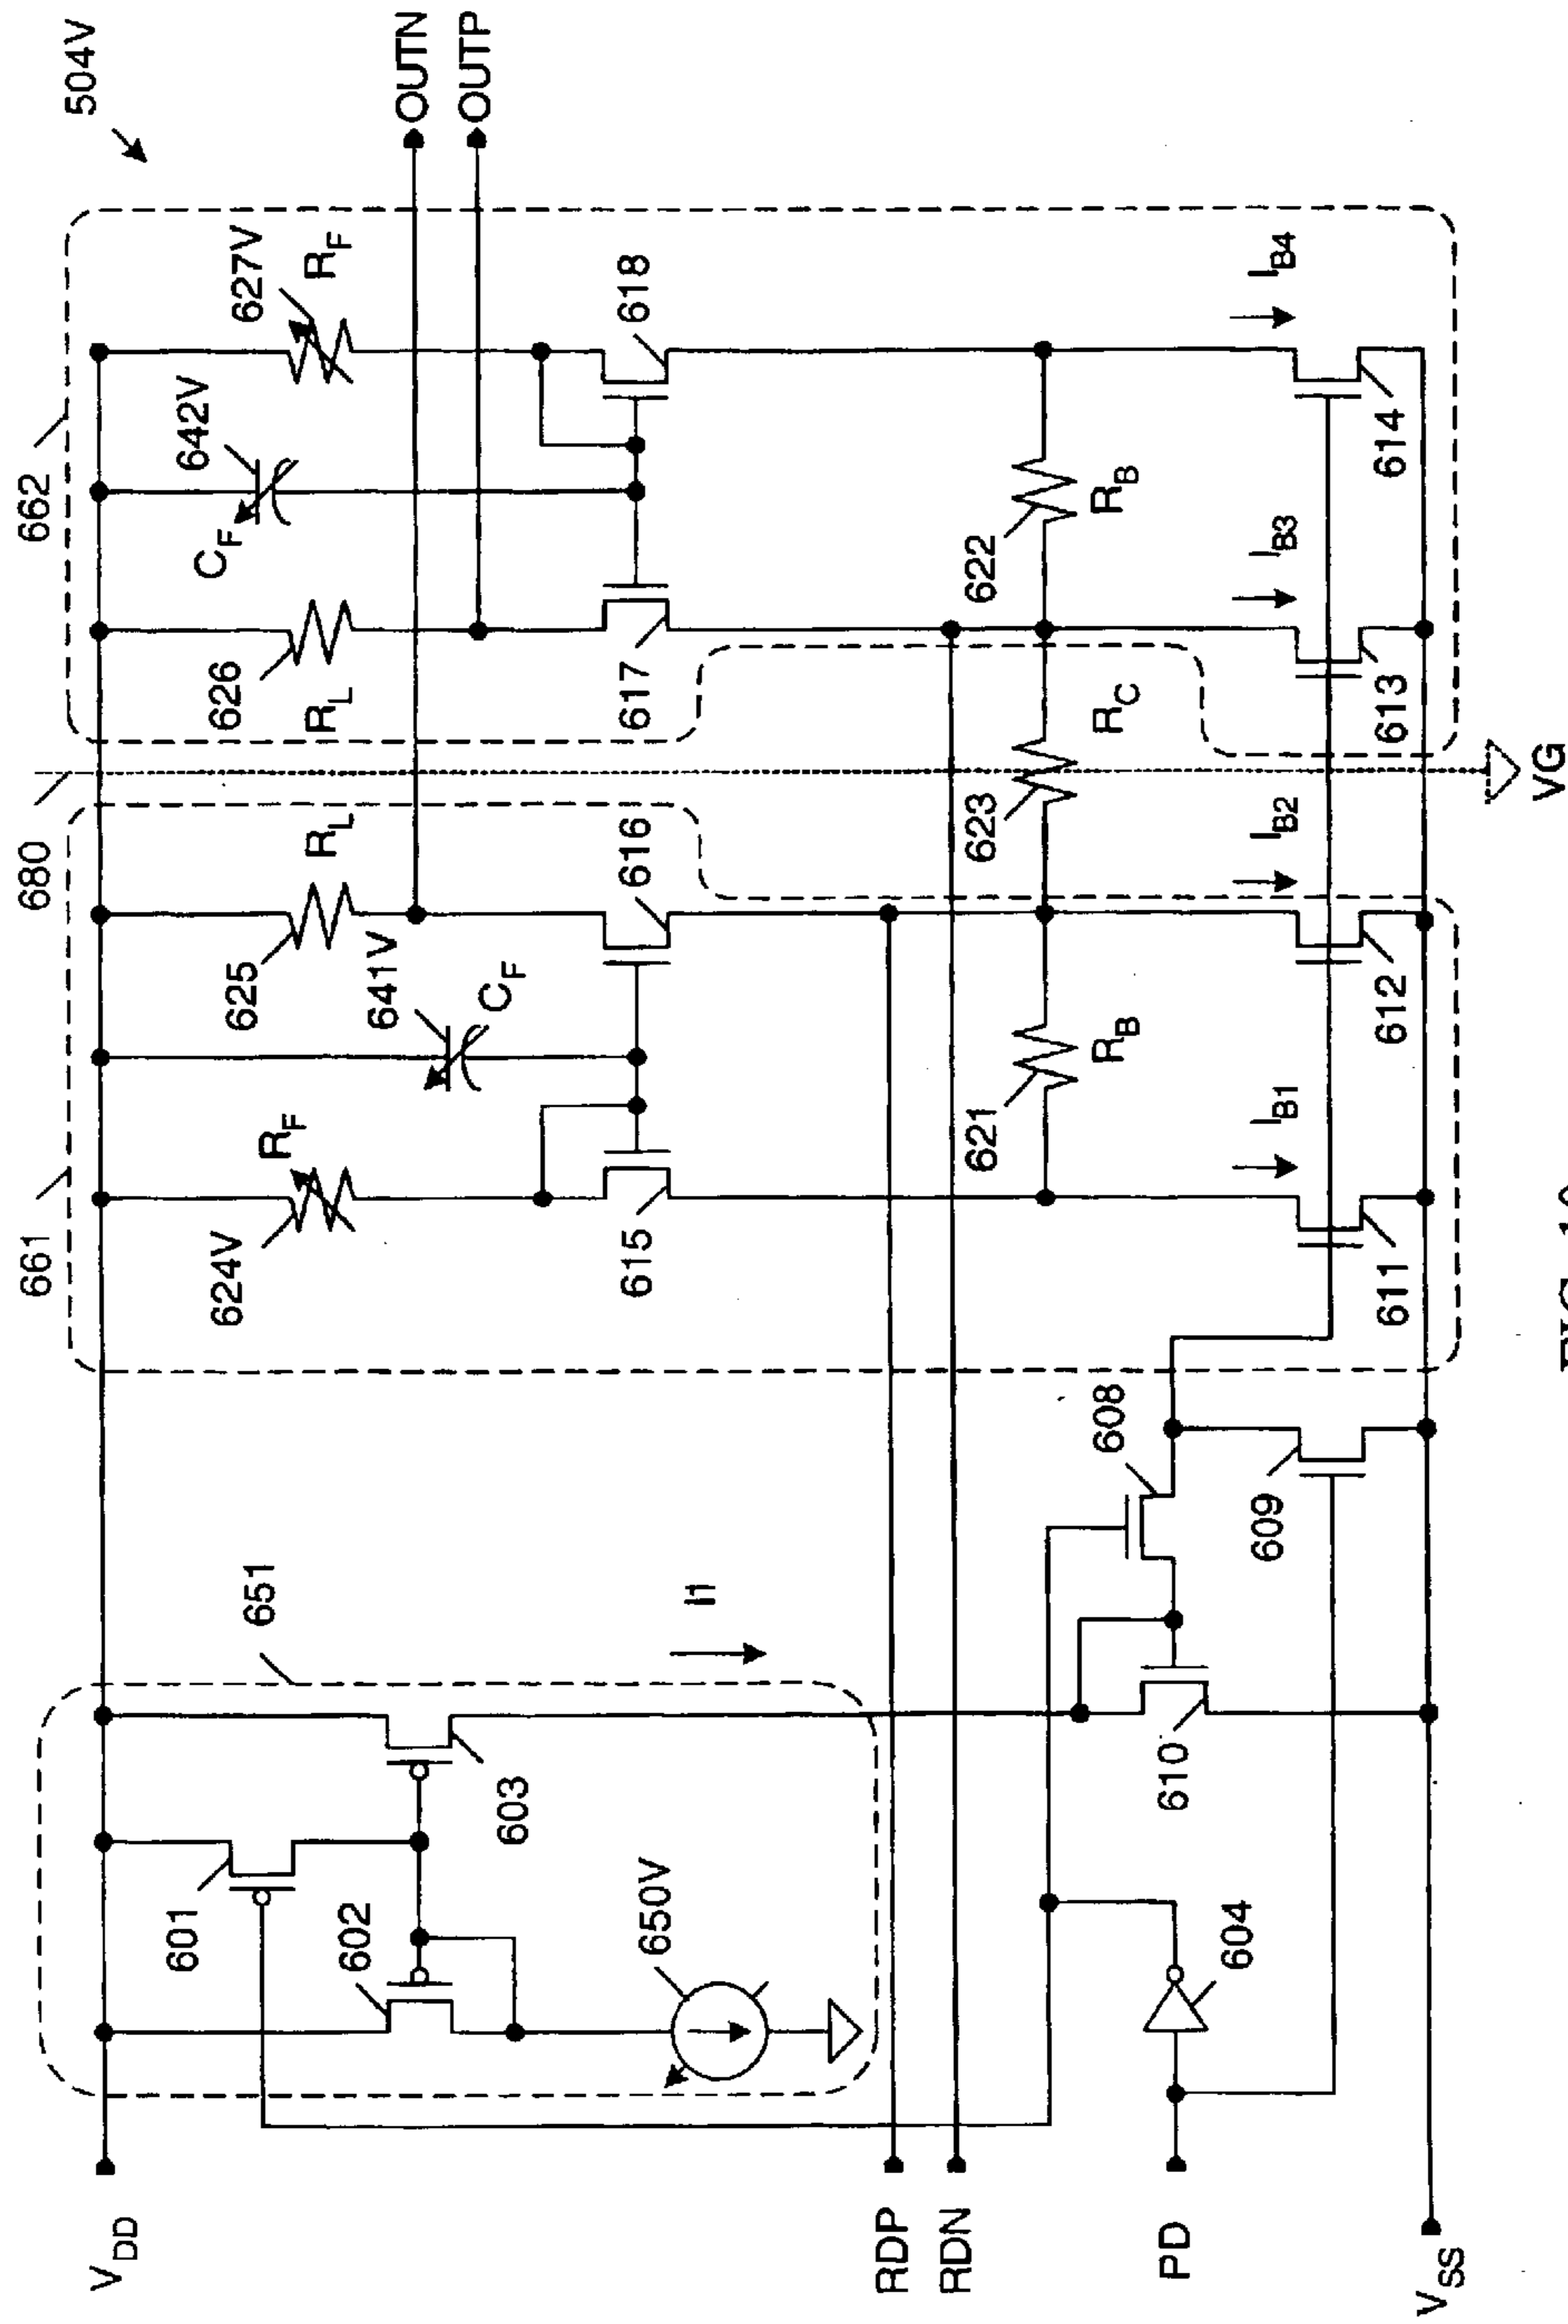 504V
662
680
661
651
OUTN
OUTP
627V
R_F
642V
C_F
626
R_L
618
617
R_L
625
616
641V
C_F
R_F
624V
615
622
R_B
R_C
623
R_B
621
I_B4
I_B3
I_B2
I_B1
614
613
612
611
VG
608
609
I1
601
602
603
650V
610
604
V_DD
RDP
RDN
PD
V_SS